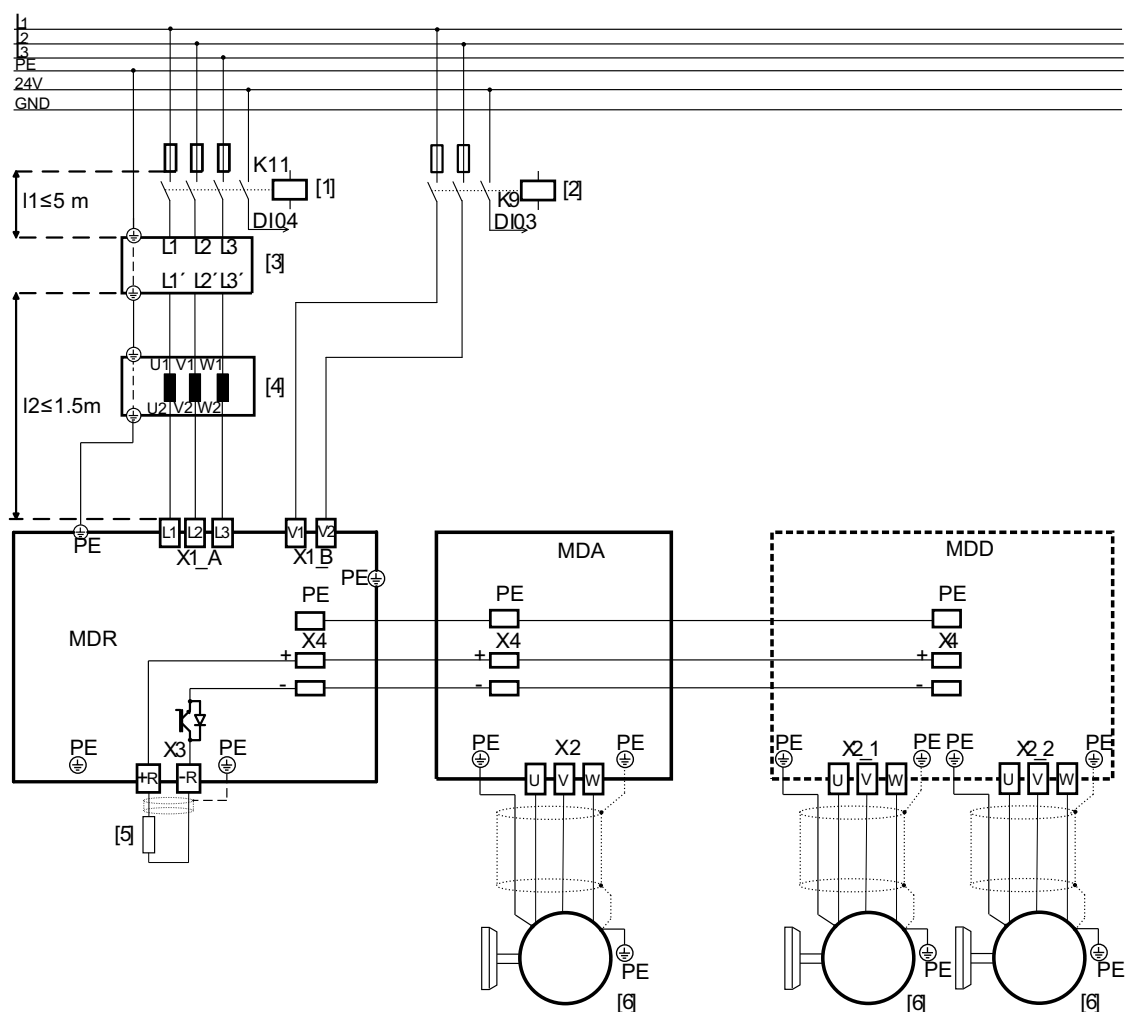 L1
L2
L3
PE
24V
GND
K11
[1]
K9
[2]
l1≤5 m
DI04
DI03
L1 L2 L3
[3]
L1´ L2´ L3´
U1 V1 W1
[4]
l2≤1.5m
U2 V2 W2
L1 L2 L3 V1 V2
PE
X1_A
X1_B
MDA
MDD
PE
PE
PE
PE
MDR
X4
X4
X4
+
+
+
-
-
-
PE
X3
PE
PE
X2
PE
PE
X2_1
PE
PE
X2_2
PE
+R
-R
U V W
U V W
U V W
[5]
PE
PE
PE
[6]
[6]
[6]